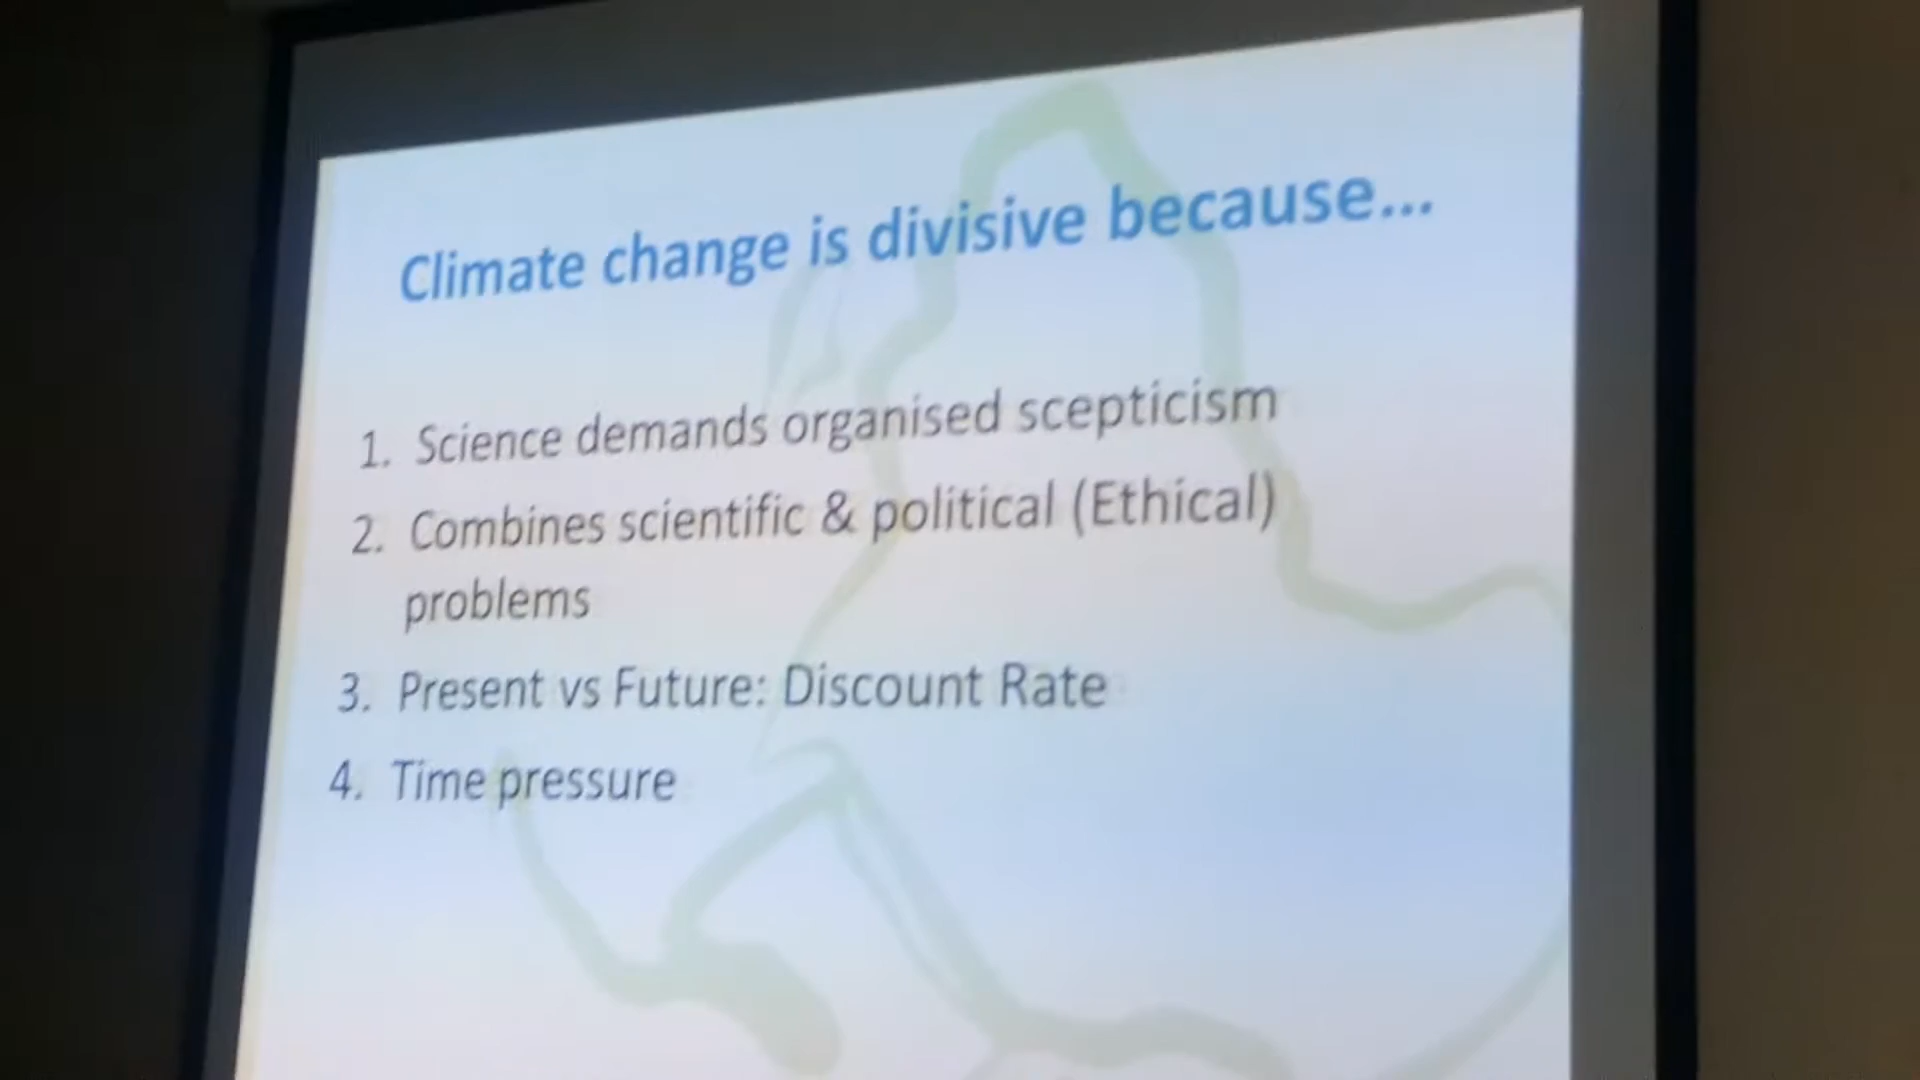 Climate change is divisive because...
1. Science demands organised scepticism
2. Combines scientific & political (Ethical)
problems
3. Present vs Future: Discount Rate
4. Time pressure